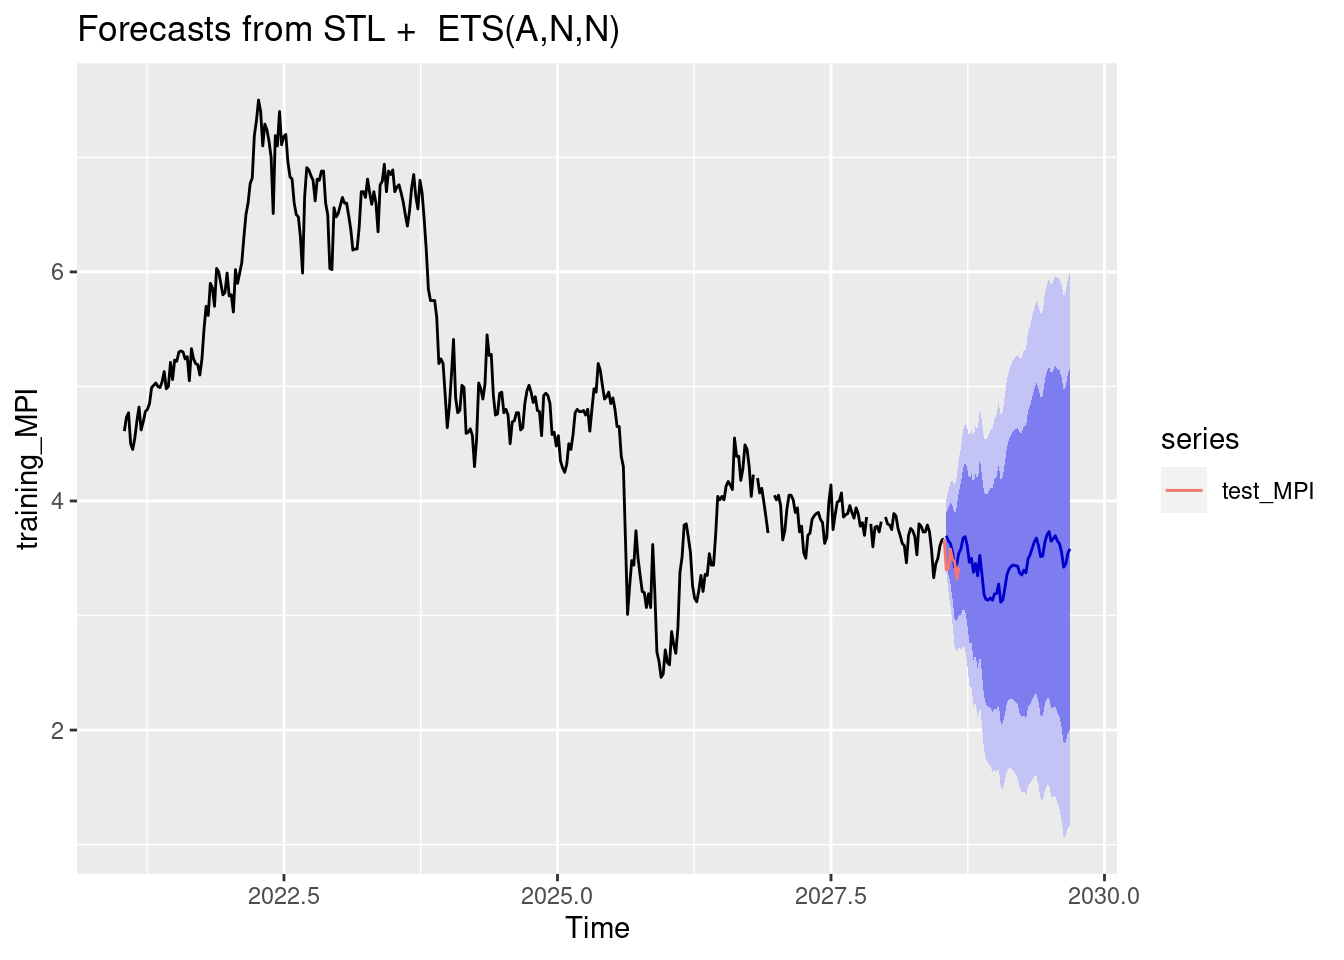 Forecasts from STL +  ETS(A,N,N)
training_MPI
6
4
2
2022.5
2025.0
2027.5
2030.0
Time
series
test_MPI